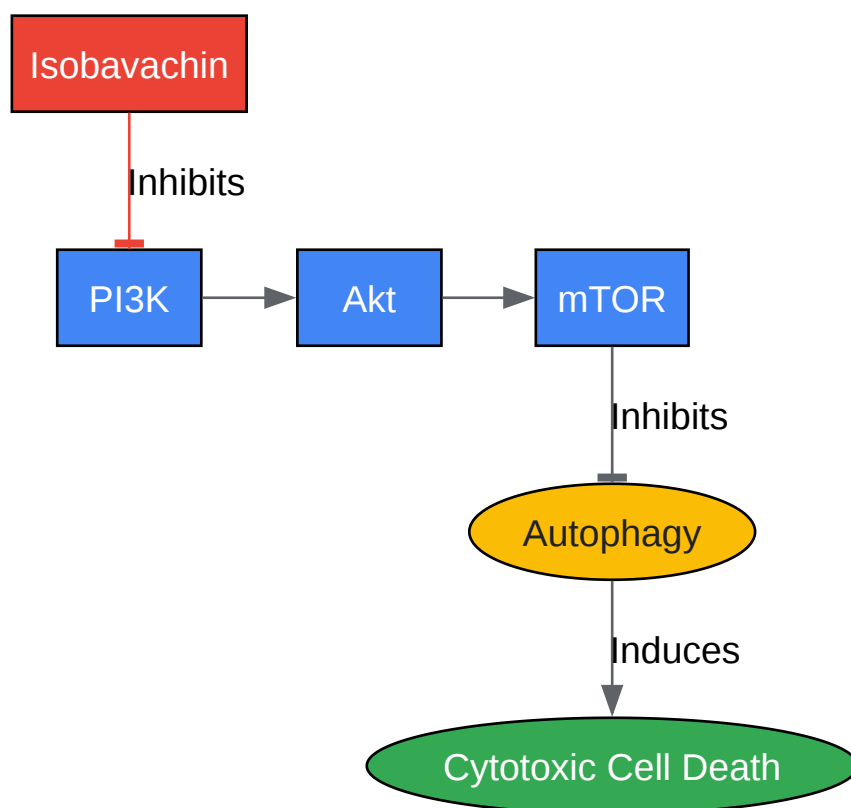 Isobavachin
Inhibits
PI3K
Akt
mTOR
Inhibits
Autophagy
Induces
Cytotoxic Cell Death